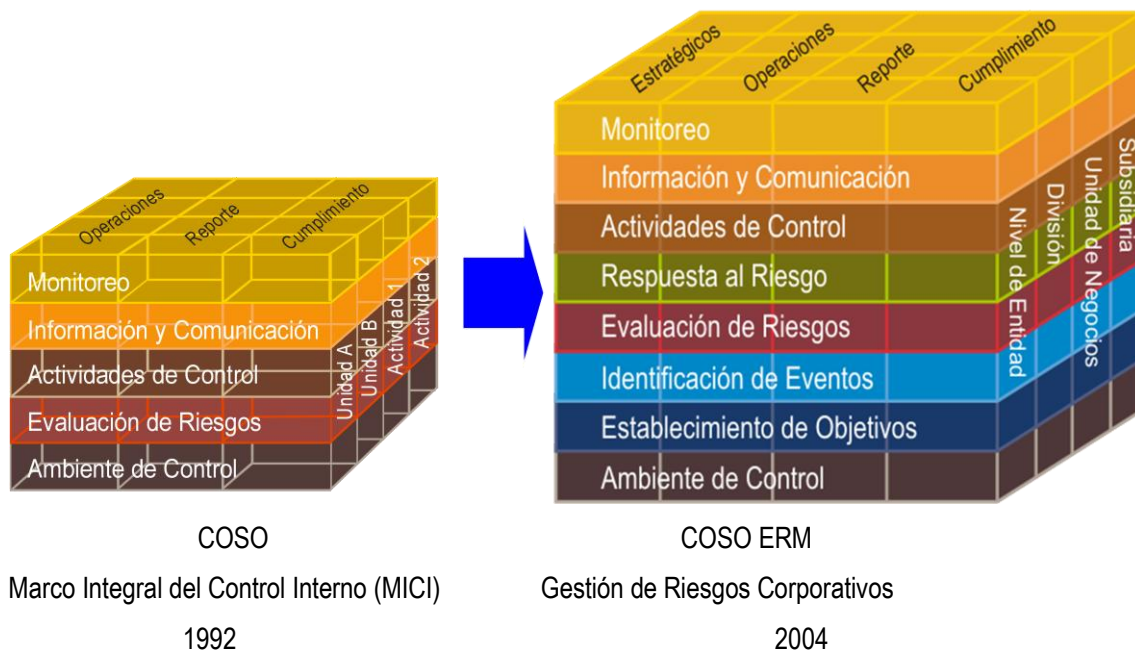 Operaciones
Reporte
Cumplimiento
Monitoreo
Información y Comunicación
Actividades de Control
Evaluación de Riesgos
Ambiente de Control
Unidad A
Unidad B
Actividad 1
Actividad 2
Estratégicos
Operaciones
Reporte
Cumplimiento
Monitoreo
Información y Comunicación
Actividades de Control
Respuesta al Riesgo
Evaluación de Riesgos
Identificación de Eventos
Establecimiento de Objetivos
Ambiente de Control
Nivel de Entidad
División
Unidad de Negocios
Subsidiaria
COSO
Marco Integral del Control Interno (MICI)
1992
COSO ERM
Gestión de Riesgos Corporativos
2004